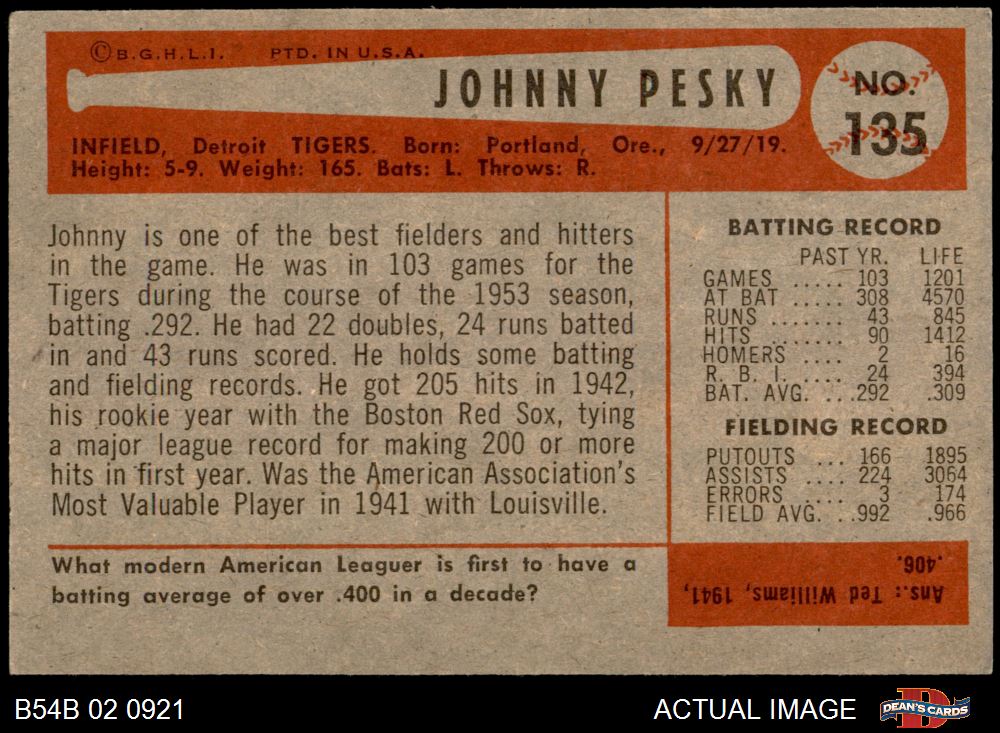 ©B.G.H.L.I. PTD. IN U.S.A.
JOHNNY PESKY
NO.
135
INFIELD, Detroit TIGERS. Born: Portland, Ore., 9/27/19.
Height: 5-9. Weight: 165. Bats: L. Throws: R.
Johnny is one of the best fielders and hitters
in the game. He was in 103 games for the
Tigers during the course of the 1953 season,
batting .292. He had 22 doubles, 24 runs batted
in and 43 runs scored. He holds some batting
and fielding records. He got 205 hits in 1942,
his rookie year with the Boston Red Sox, tying
a major league record for making 200 or more
hits in first year. Was the American Association's
Most Valuable Player in 1941 with Louisville.
BATTING RECORD
PAST YR. LIFE
GAMES ..... 103 1201
AT BAT ..... 308 4570
RUNS ....... 43 845
HITS ....... 90 1412
HOMERS .... 2 16
R. B. I. .... 24 394
BAT. AVG. ...292 .309
FIELDING RECORD
PUTOUTS ... 166 1895
ASSISTS .... 224 3064
ERRORS .... 3 174
FIELD AVG. ..992 .966
What modern American Leaguer is first to have a
batting average of over .400 in a decade?
Ans.: Ted Williams, 1941,
.406.
B54B 02 0921
ACTUAL IMAGE
D
DEAN'S CARDS